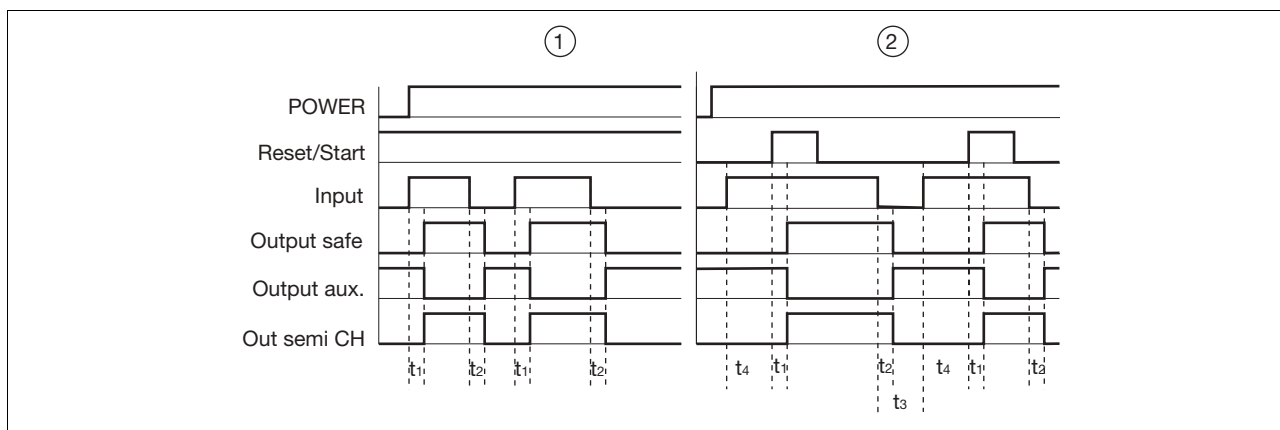 ① ②
POWER
Reset/Start
Input
Output safe
Output aux.
Out semi CH
t1 t2 t1 t2 t4 t1 t2 t4 t1 t2
t3